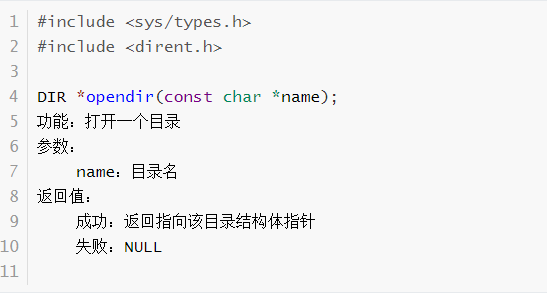 1 #include <sys/types.h>
2 #include <dirent.h>
3
4 DIR *opendir(const char *name);
5 功能：打开一个目录
6 参数：
7     name：目录名
8 返回值：
9     成功：返回指向该目录结构体指针
10     失败：NULL
11